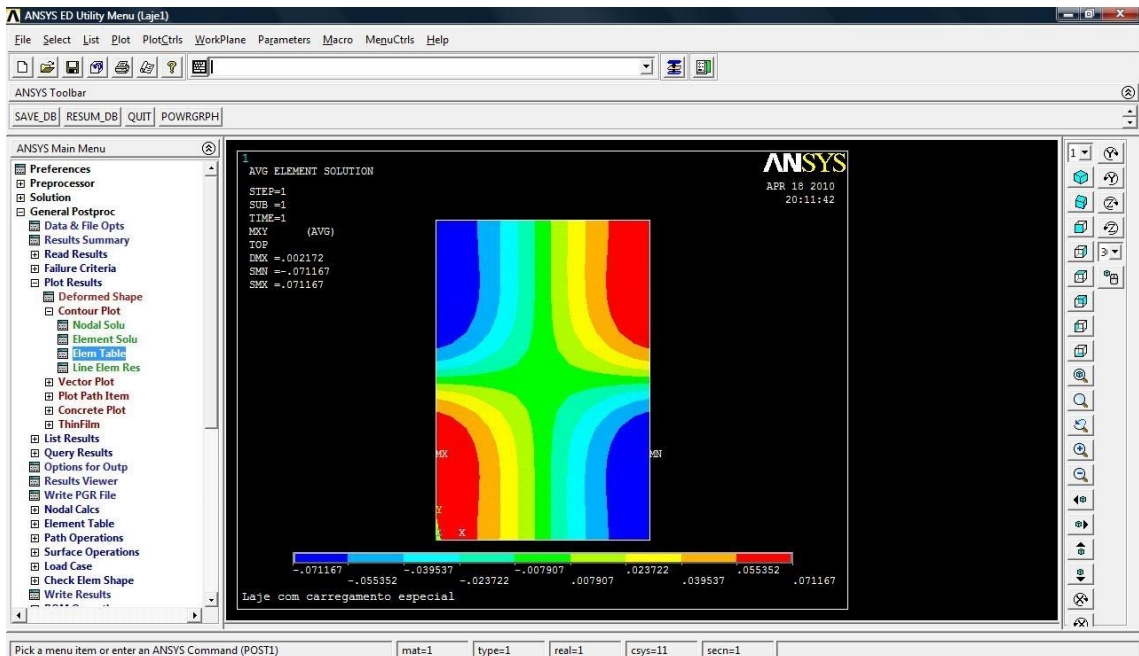 ANSYS ED Utility Menu (Laje1)
File Select List Plot PlotCtrls WorkPlane Parameters Macro MenuCtrls Help
ANSYS Toolbar
SAVE_DB RESUM_DB QUIT POWRGRPH
ANSYS Main Menu
Preferences
Preprocessor
Solution
General Postproc
Data & File Opts
Results Summary
Read Results
Failure Criteria
Plot Results
Deformed Shape
Contour Plot
Nodal Solu
Element Solu
Elem Table
Line Elem Res
Vector Plot
Plot Path Item
Concrete Plot
ThinFilm
List Results
Query Results
Options for Outp
Results Viewer
Write PGR File
Nodal Calcs
Element Table
Path Operations
Surface Operations
Load Case
Check Elem Shape
Write Results
1
AVG ELEMENT SOLUTION
STEP=1
SUB =1
TIME=1
MXY (AVG)
TOP
DMX =.002172
SMN =-.071167
SMX =.071167
ANSYS
APR 18 2010
20:11:42
MX
MN
Y
X
-.071167 -.039537 -.007907 .023722 .055352
-.055352 -.023722 .007907 .039537 .071167
Laje com carregamento especial
1
3
Pick a menu item or enter an ANSYS Command (POST1) mat=1 type=1 real=1 csys=11 secn=1